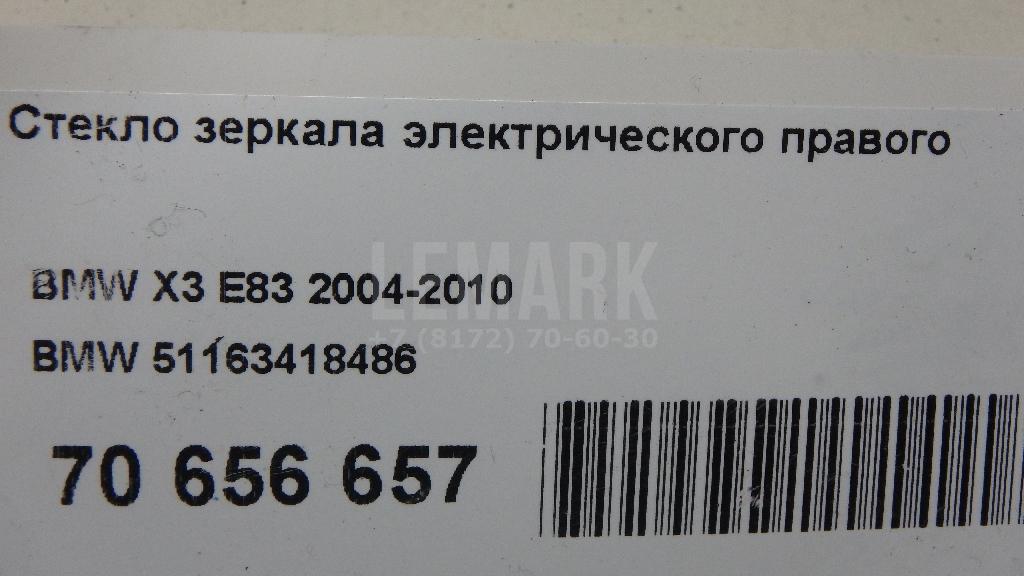 Стекло зеркала электрического правого
LEMARK
BMW X3 E83 2004-2010
+7 (8172) 70-60-30
BMW 51163418486
70 656 657